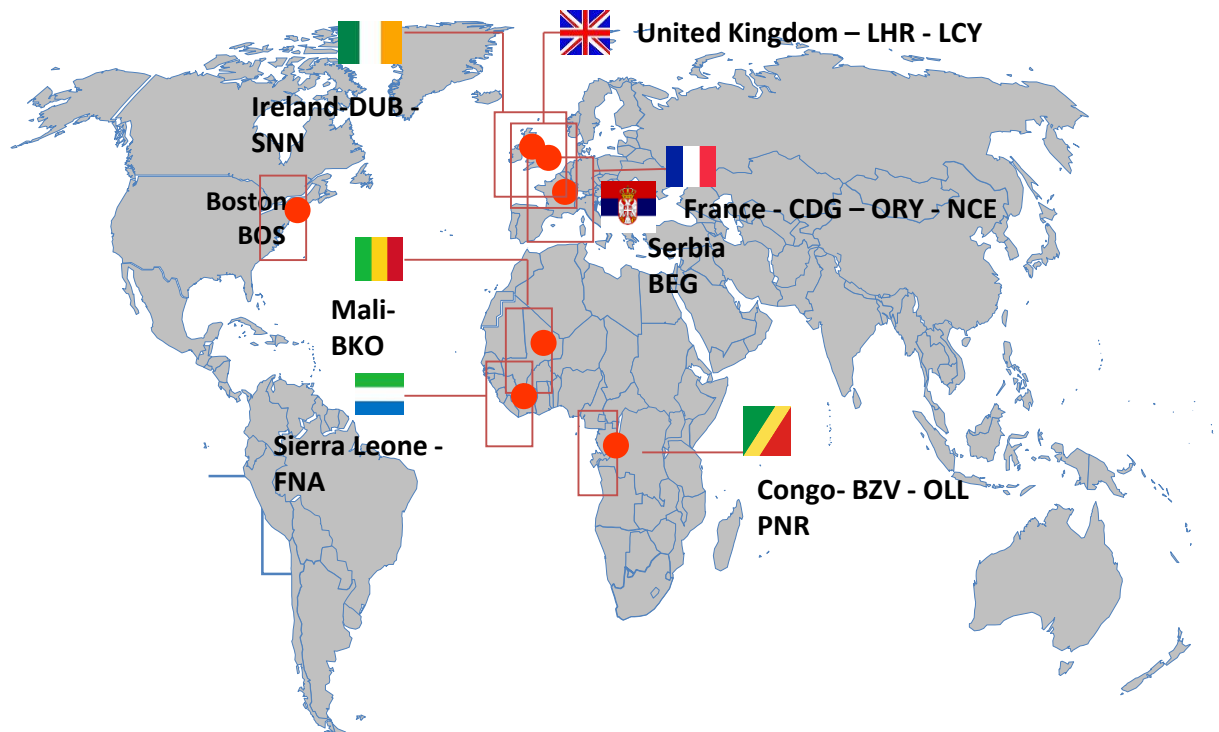 United Kingdom – LHR - LCY
Ireland-DUB -
SNN
Boston
BOS
France - CDG – ORY - NCE
Serbia
BEG
Mali-
BKO
Sierra Leone -
FNA
Congo- BZV - OLL
PNR